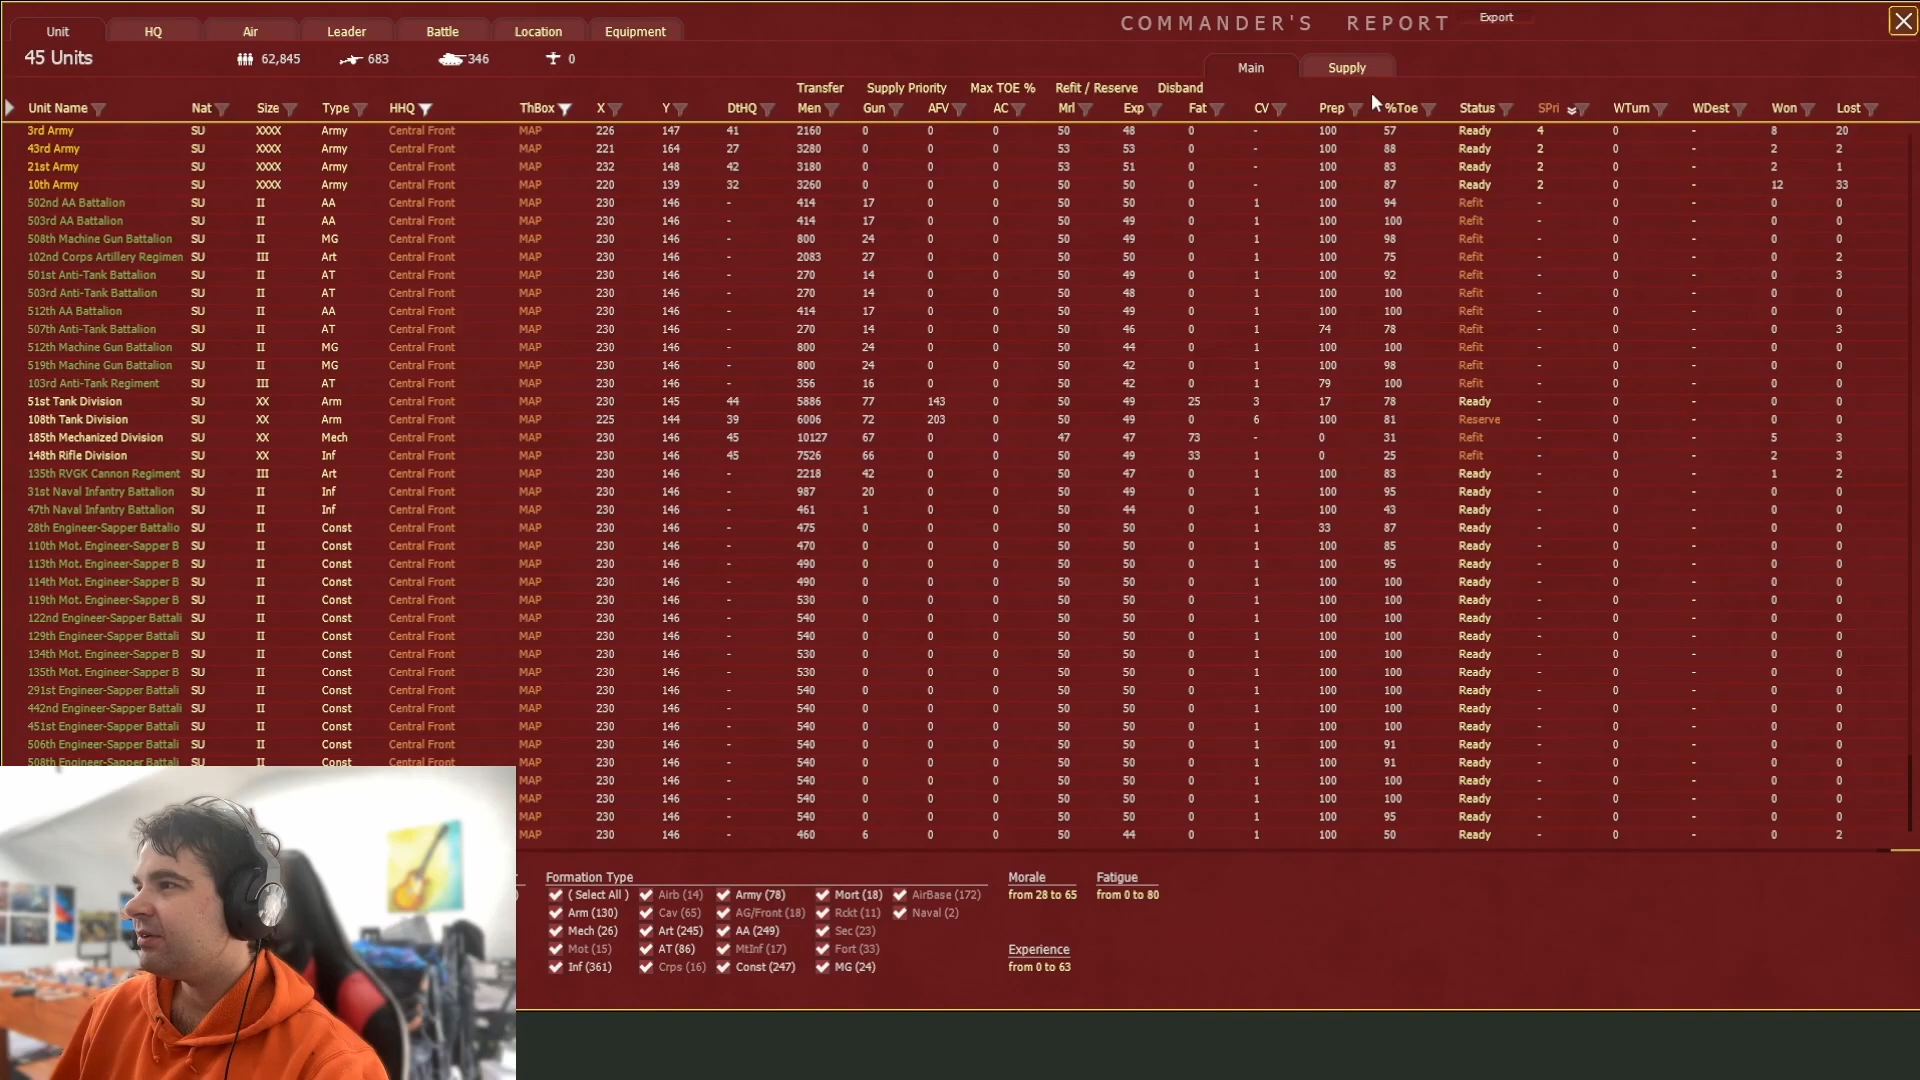 Unit HQ Air Leader Battle Location Equipment COMMANDER'S REPORT Export
45 Units 62,845 683 346 0
Main Supply
Transfer Supply Priority Max TOE % Refit / Reserve Disband
Unit Name Nat Size Type HHQ ThBox X Y DtHQ Men Gun AFV AC Mrl Exp Fat CV Prep %Toe Status SPri WTurn WDest Won Lost
3rd Army SU XXXX Army Central Front MAP 226 147 41 2160 0 0 0 50 48 0 - 100 57 Ready 4 0 - 8 20
43rd Army SU XXXX Army Central Front MAP 221 164 27 3280 0 0 0 53 53 0 - 100 88 Ready 2 0 - 2 2
21st Army SU XXXX Army Central Front MAP 232 148 42 3180 0 0 0 53 51 0 - 100 83 Ready 2 0 - 2 1
10th Army SU XXXX Army Central Front MAP 220 139 32 3260 0 0 0 50 50 0 - 100 87 Ready 2 0 - 12 33
502nd AA Battalion SU II AA Central Front MAP 230 146 - 414 17 0 0 50 50 0 1 100 94 Refit - 0 - 0 0
503rd AA Battalion SU II AA Central Front MAP 230 146 - 414 17 0 0 50 49 0 1 100 100 Refit - 0 - 0 0
508th Machine Gun Battalion SU II MG Central Front MAP 230 146 - 800 24 0 0 50 49 0 1 100 98 Refit - 0 - 0 0
102nd Corps Artillery Regimen SU III Art Central Front MAP 230 146 - 2083 27 0 0 50 49 0 1 100 75 Refit - 0 - 0 2
501st Anti-Tank Battalion SU II AT Central Front MAP 230 146 - 270 14 0 0 50 49 0 1 100 92 Refit - 0 - 0 3
503rd Anti-Tank Battalion SU II AT Central Front MAP 230 146 - 270 14 0 0 50 48 0 1 100 100 Refit - 0 - 0 0
512th AA Battalion SU II AA Central Front MAP 230 146 - 414 17 0 0 50 49 0 1 100 100 Refit - 0 - 0 0
507th Anti-Tank Battalion SU II AT Central Front MAP 230 146 - 270 14 0 0 50 46 0 1 74 78 Refit - 0 - 0 3
512th Machine Gun Battalion SU II MG Central Front MAP 230 146 - 800 24 0 0 50 44 0 1 100 100 Refit - 0 - 0 0
519th Machine Gun Battalion SU II MG Central Front MAP 230 146 - 800 24 0 0 50 42 0 1 100 98 Refit - 0 - 0 0
103rd Anti-Tank Regiment SU III AT Central Front MAP 230 146 - 356 16 0 0 50 42 0 1 79 100 Refit - 0 - 0 0
51st Tank Division SU XX Arm Central Front MAP 230 145 44 5886 77 143 0 50 49 25 3 17 78 Ready - 0 - 0 0
108th Tank Division SU XX Arm Central Front MAP 225 144 39 6006 72 203 0 50 49 0 6 100 81 Reserve - 0 - 0 0
185th Mechanized Division SU XX Mech Central Front MAP 230 146 45 10127 67 0 0 47 47 73 - 0 31 Refit - 0 - 5 3
148th Rifle Division SU XX Inf Central Front MAP 230 146 45 7526 66 0 0 50 49 33 1 0 25 Refit - 0 - 2 3
135th RVGK Cannon Regiment SU III Art Central Front MAP 230 146 - 2218 42 0 0 50 47 0 1 100 83 Ready - 0 - 1 2
31st Naval Infantry Battalion SU II Inf Central Front MAP 230 146 - 987 20 0 0 50 49 0 1 100 95 Ready - 0 - 0 0
47th Naval Infantry Battalion SU II Inf Central Front MAP 230 146 - 461 1 0 0 50 44 0 1 100 43 Ready - 0 - 0 0
28th Engineer-Sapper Battalio SU II Const Central Front MAP 230 146 - 475 0 0 0 50 50 0 1 33 87 Ready - 0 - 0 0
110th Mot. Engineer-Sapper B SU II Const Central Front MAP 230 146 - 470 0 0 0 50 50 0 1 100 85 Ready - 0 - 0 0
113th Mot. Engineer-Sapper B SU II Const Central Front MAP 230 146 - 490 0 0 0 50 50 0 1 100 95 Ready - 0 - 0 0
114th Mot. Engineer-Sapper B SU II Const Central Front MAP 230 146 - 490 0 0 0 50 50 0 1 100 100 Ready - 0 - 0 0
119th Mot. Engineer-Sapper B SU II Const Central Front MAP 230 146 - 530 0 0 0 50 50 0 1 100 100 Ready - 0 - 0 0
122nd Engineer-Sapper Battali SU II Const Central Front MAP 230 146 - 540 0 0 0 50 50 0 1 100 100 Ready - 0 - 0 0
129th Engineer-Sapper Battali SU II Const Central Front MAP 230 146 - 540 0 0 0 50 50 0 1 100 100 Ready - 0 - 0 0
134th Mot. Engineer-Sapper B SU II Const Central Front MAP 230 146 - 530 0 0 0 50 50 0 1 100 100 Ready - 0 - 0 0
135th Mot. Engineer-Sapper B SU II Const Central Front MAP 230 146 - 530 0 0 0 50 50 0 1 100 100 Ready - 0 - 0 0
291st Engineer-Sapper Battali SU II Const Central Front MAP 230 146 - 540 0 0 0 50 50 0 1 100 100 Ready - 0 - 0 0
442nd Engineer-Sapper Battali SU II Const Central Front MAP 230 146 - 540 0 0 0 50 50 0 1 100 100 Ready - 0 - 0 0
451st Engineer-Sapper Battali SU II Const Central Front MAP 230 146 - 540 0 0 0 50 50 0 1 100 100 Ready - 0 - 0 0
506th Engineer-Sapper Battali SU II Const Central Front MAP 230 146 - 540 0 0 0 50 50 0 1 100 91 Ready - 0 - 0 0
508th Engineer-Sapper Battali SU II Const Central Front MAP 230 146 - 540 0 0 0 50 50 0 1 100 91 Ready - 0 - 0 0
MAP 230 146 - 540 0 0 0 50 50 0 1 100 100 Ready - 0 - 0 0
MAP 230 146 - 540 0 0 0 50 50 0 1 100 100 Ready - 0 - 0 0
MAP 230 146 - 540 0 0 0 50 50 0 1 100 95 Ready - 0 - 0 0
MAP 230 146 - 460 6 0 0 50 44 0 1 100 50 Ready - 0 - 0 2
Formation Type Morale Fatigue
( Select All ) Airb (14) Army (78) Mort (18) AirBase (172) from 28 to 65 from 0 to 80
Arm (130) Cav (65) AG/Front (18) Rckt (11) Naval (2)
Mech (26) Art (245) AA (249) Sec (23)
Mot (15) AT (86) MtInf (17) Fort (33) Experience
Inf (361) Crps (16) Const (247) MG (24) from 0 to 63